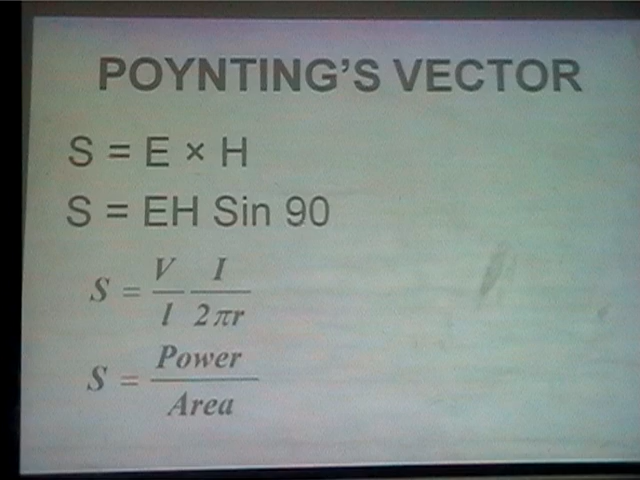 POYNTING'S VECTOR
S = E × H
S = EH Sin 90
S = V/l I/2πr
S = Power/Area